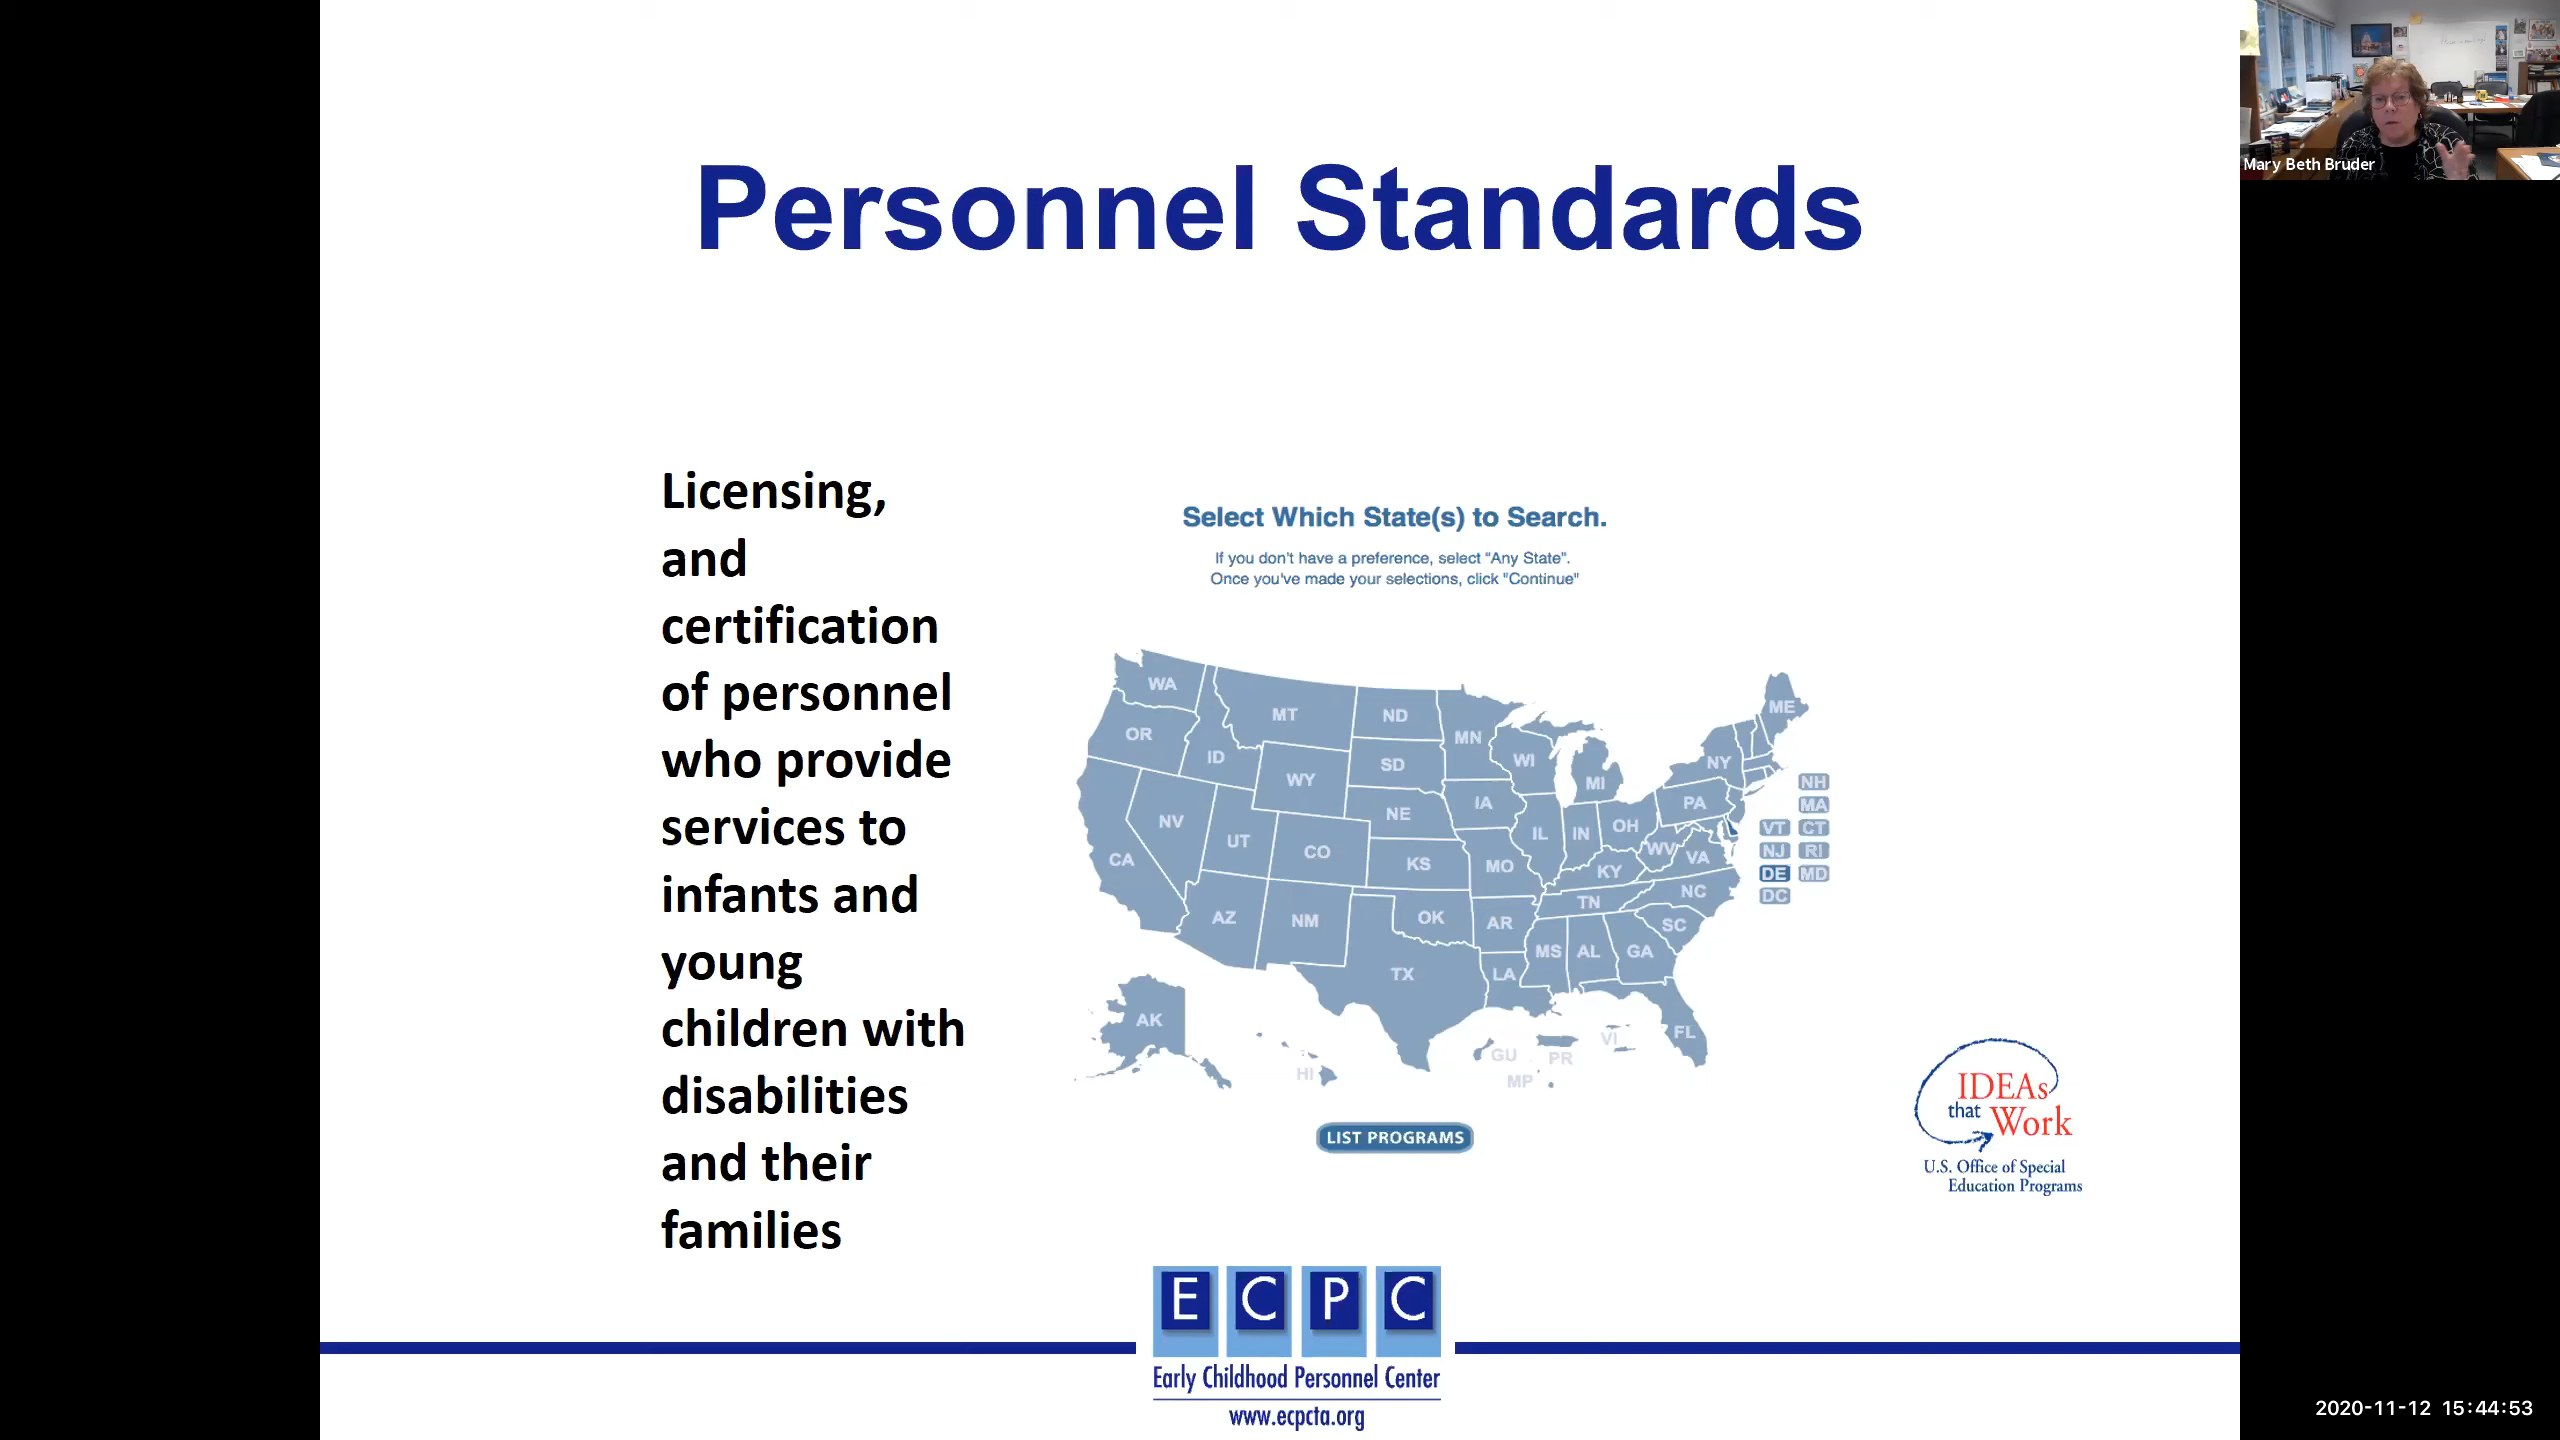 Mary Beth Bruder
Personnel Standards
Licensing,
and
certification
of personnel
who provide
services to
infants and
young
children with
disabilities
and their
families
Select Which State(s) to Search.
If you don't have a preference, select "Any State".
Once you've made your selections, click "Continue"
WA
MT
ND
MN
ME
OR
ID
WY
SD
WI
MI
NY
NH
MA
NV
UT
NE
IA
PA
VT CT
CA
CO
KS
MO
IL
IN
OH
WV
VA
NJ RI
KY
DE MD
NC
DC
AZ
NM
OK
AR
TN
SC
TX
LA
MS
AL
GA
AK
HI
GU
PR
VI
FL
MP
LIST PROGRAMS
IDEAs
that Work
U.S. Office of Special
Education Programs
E C P C
Early Childhood Personnel Center
www.ecpcta.org
2020-11-12 15:44:53